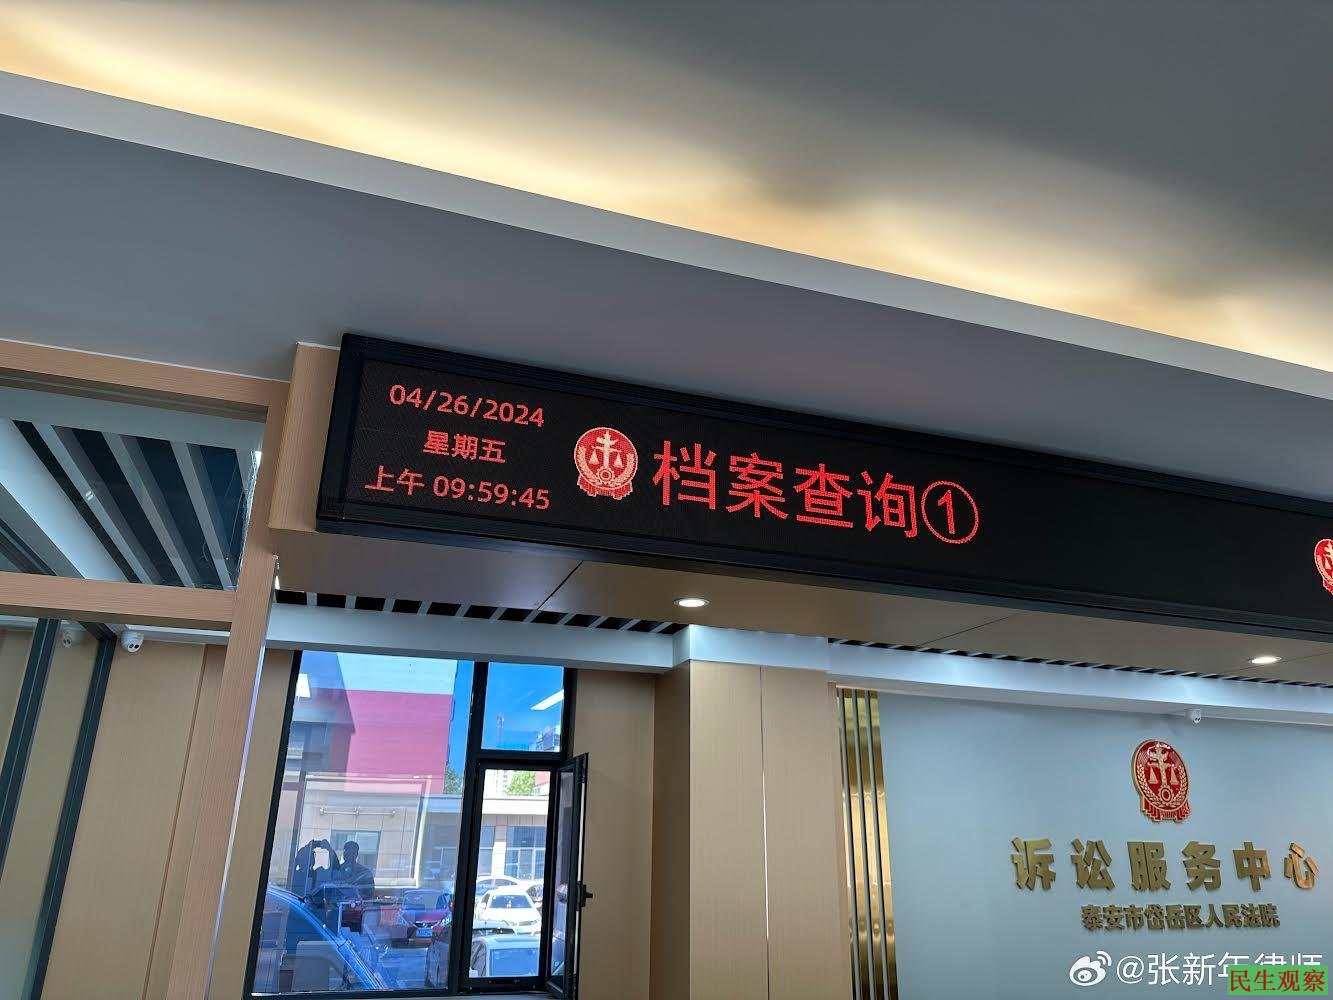 04/26/2024
星期五
上午 09:59:45
档案查询①
诉讼服务中心
泰安市岱岳区人民法院
@张新年律师
民生观察